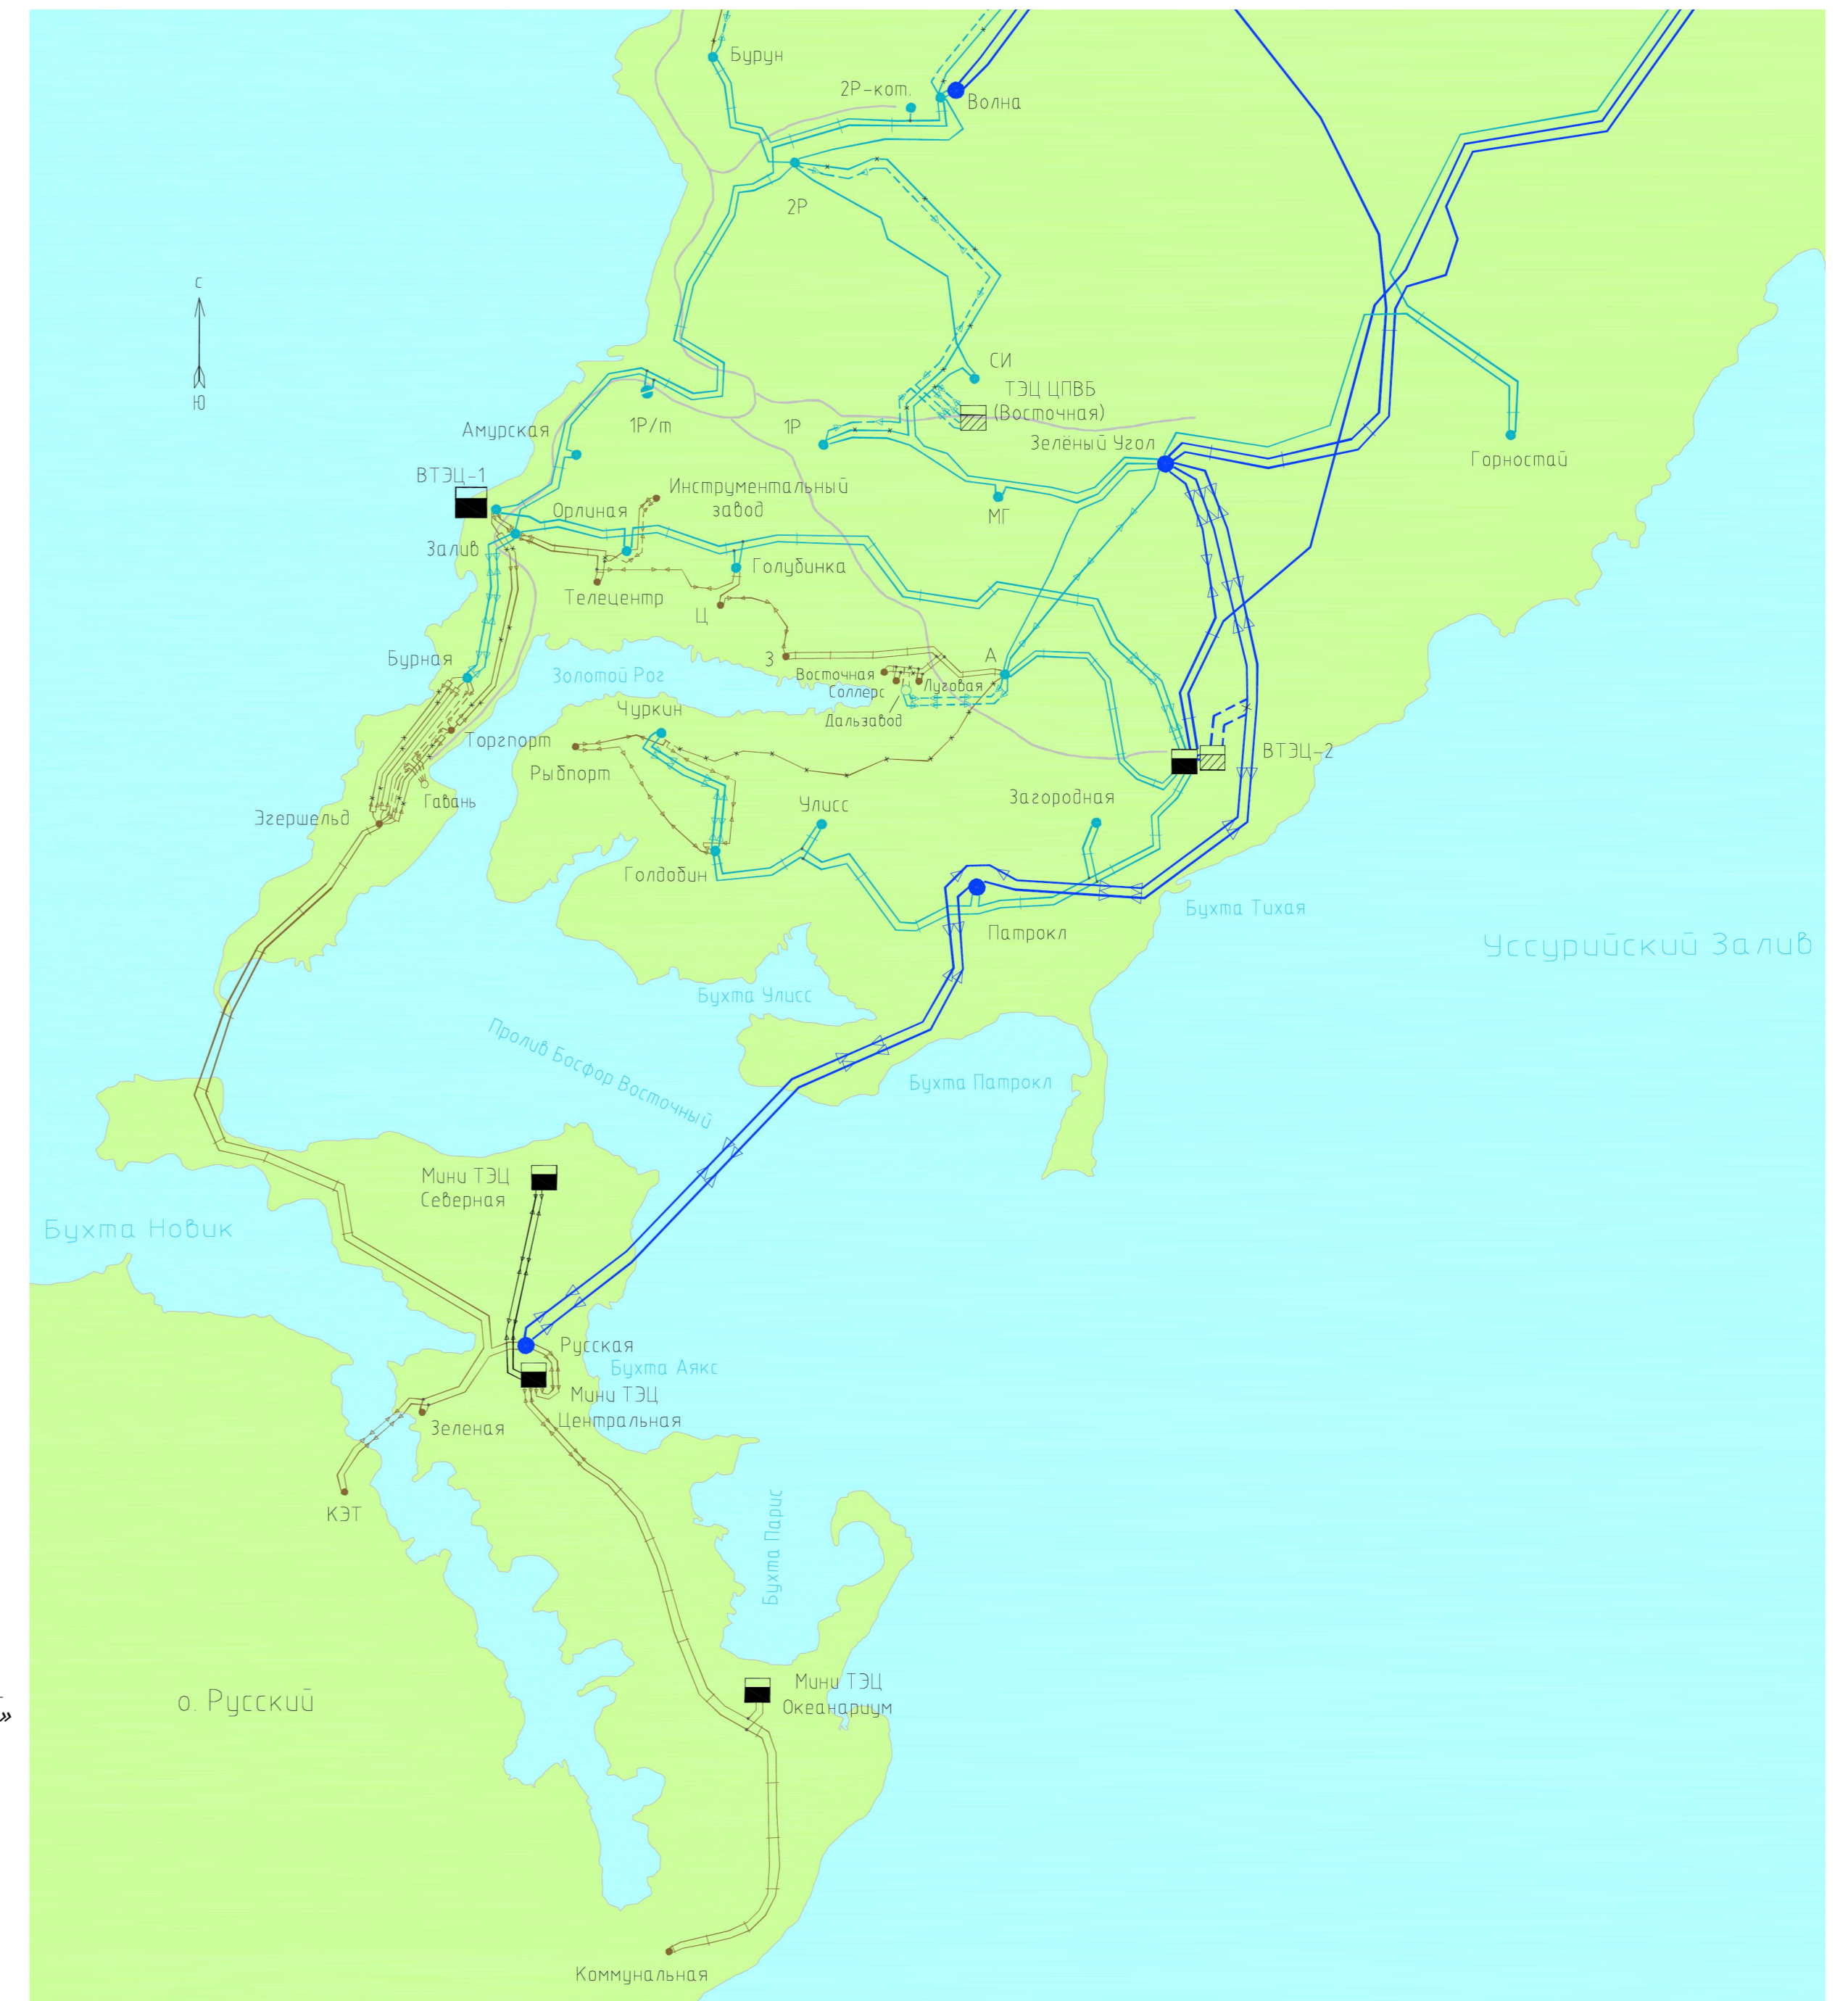 Бурун
2Р-кот.
Волна
2Р
С
Ю
СИ
ТЭЦ ЦПВБ
(Восточная)
1Р/т
1Р
Амурская
Зелёный Угол
Горностай
ВТЭЦ-1
Инструментальный
завод
Орлиная
МГ
Залив
Голубинка
Телецентр
Ц
Бурная
З
А
Золотой Рог
Восточная
Соллерс
Луговая
Дальзавод
Чуркин
Торгпорт
Рыбпорт
ВТЭЦ-2
Гавань
Эгершельд
Улисс
Загородная
Голдобин
Бухта Тихая
Патрокл
Уссурийский Залив
Бухта Улисс
Пролив Босфор Восточный
Бухта Патрокл
Мини ТЭЦ
Северная
Бухта Новик
Русская
Бухта Аякс
Мини ТЭЦ
Центральная
Зеленая
КЭТ
Бухта Парис
Мини ТЭЦ
Океанариум
о. Русский
»
Коммунальная